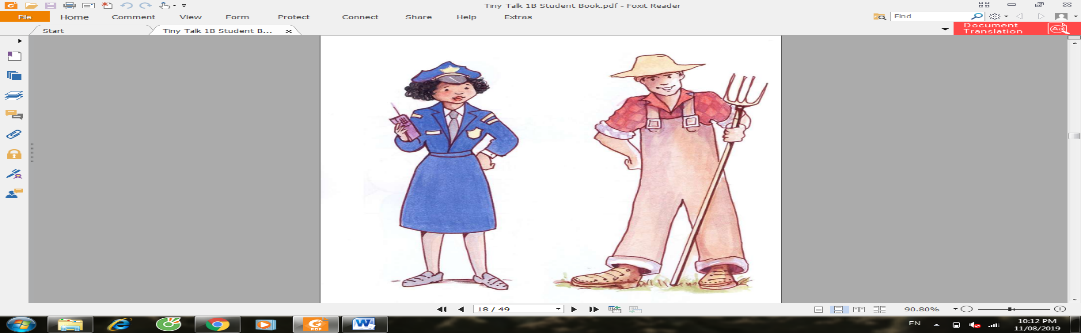 Tiny Talk 1B Student Book.pdf - Foxit Reader
File Home Comment View Form Protect Connect Share Help Extras
Find
Start Tiny Talk 1B Student B...
Document Translation
18 / 49
90.80%
EN 10:12 PM
11/08/2019